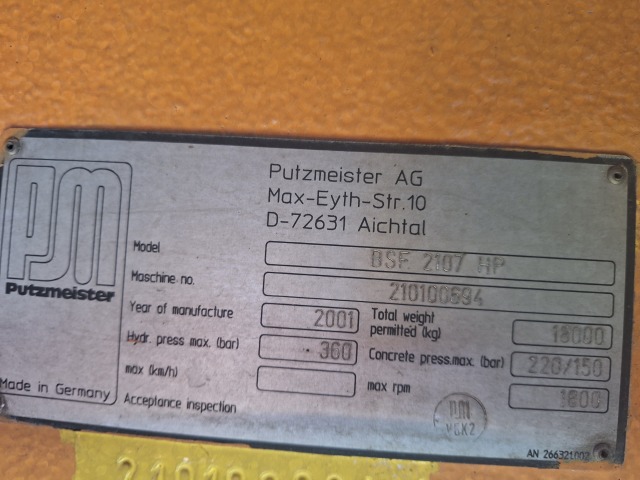 Putzmeister AG
Max-Eyth-Str.10
D-72631 Aichtal
PM
Putzmeister
Model BSF 2107 HP
Maschine no. 210100694
Year of manufacture 2001 Total weight permitted (kg) 18000
Hydr. press max. (bar) 360 Concrete press.max. (bar) 220/150
max (km/h) max rpm 1800
Made in Germany Acceptance inspection
AN 266321002